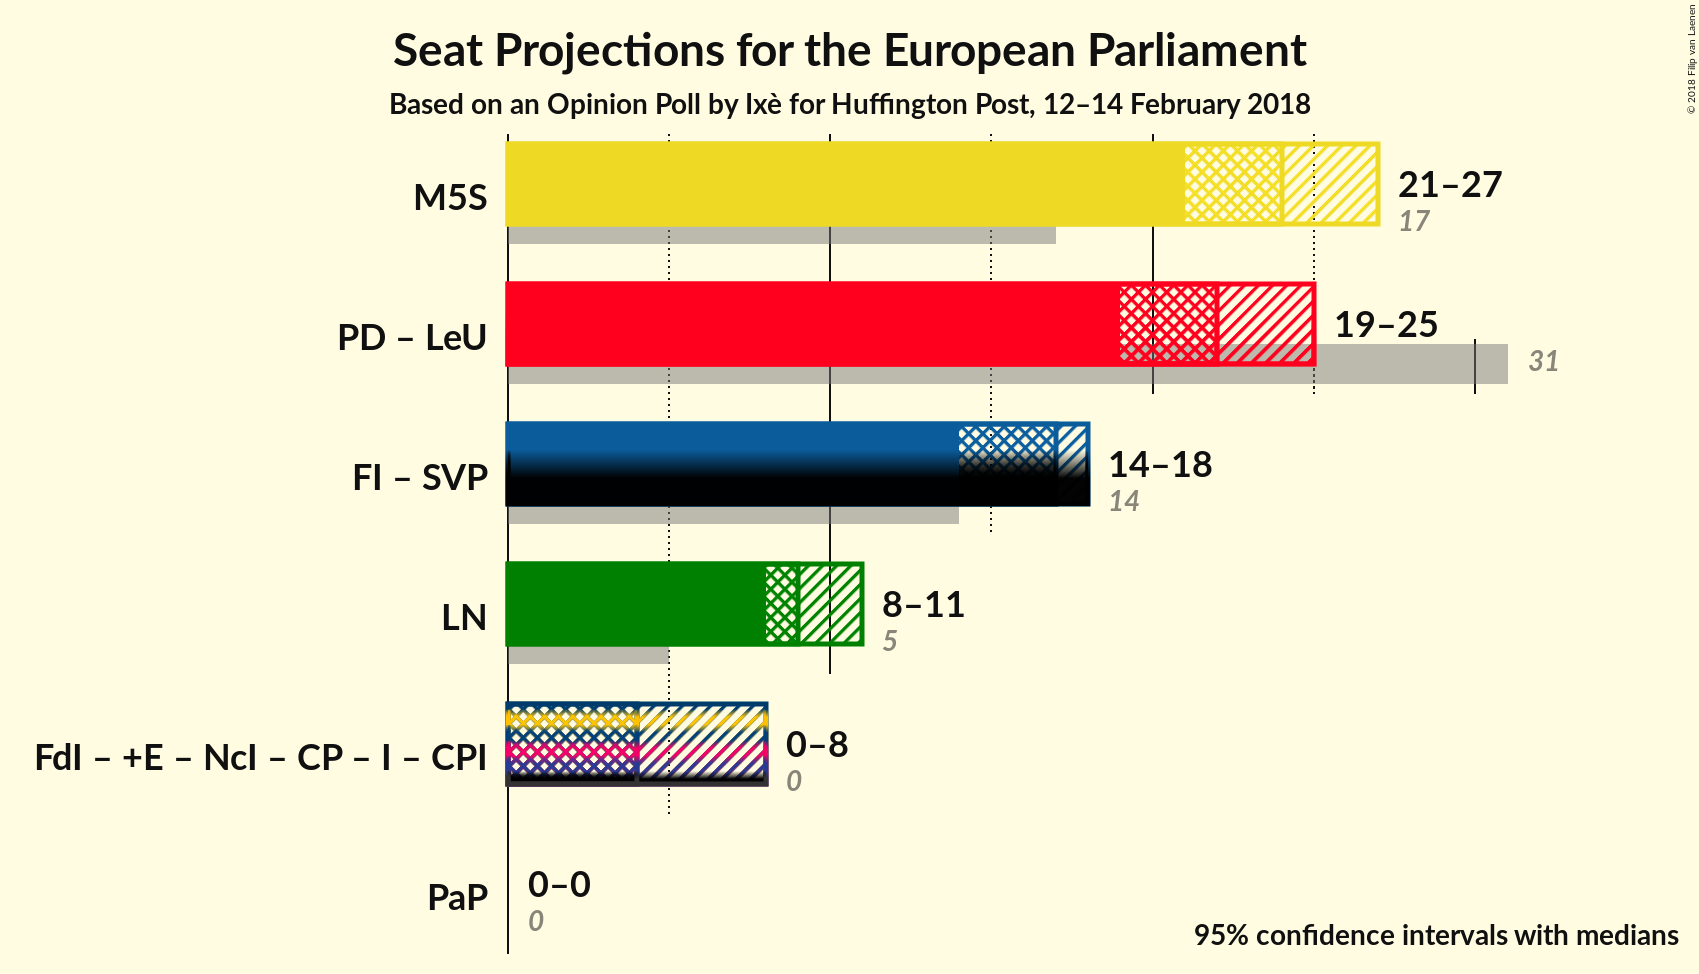 Seat Projections for the European Parliament
Based on an Opinion Poll by Ixè for Huffington Post, 12–14 February 2018
© 2018 Filip van Laenen
M5S
21–27
17
PD – LeU
19–25
31
FI – SVP
14–18
14
LN
8–11
5
FdI – +E – NcI – CP – I – CPI
0–8
0
PaP
0–0
0
95% confidence intervals with medians